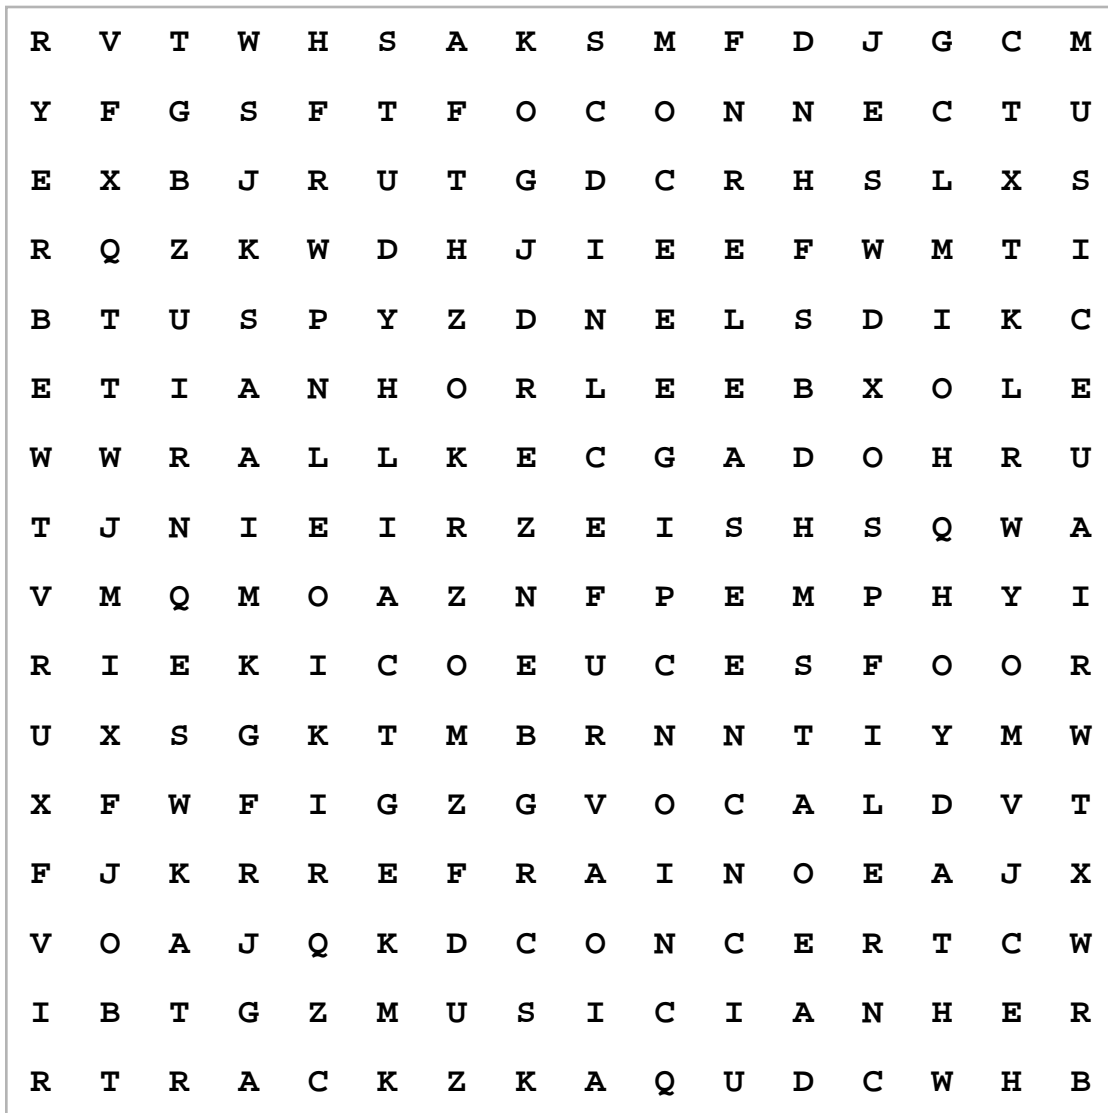 R V T W H S A K S M F D J G C M
Y F G S F T F O C O N N E C T U
E X B J R U T G D C R H S L X S
R Q Z K W D H J I E E F W M T I
B T U S P Y Z D N E L S D I K C
E T I A N H O R L E E B X O L E
W W R A L L K E C G A D O H R U
T J N I E I R Z E I S H S Q W A
V M Q M O A Z N F P E M P H Y I
R I E K I C O E U C E S F O O R
U X S G K T M B R N N T I Y M W
X F W F I G Z G V O C A L D V T
F J K R R E F R A I N O E A J X
V O A J Q K D C O N C E R T C W
I B T G Z M U S I C I A N H E R
R T R A C K Z K A Q U D C W H B